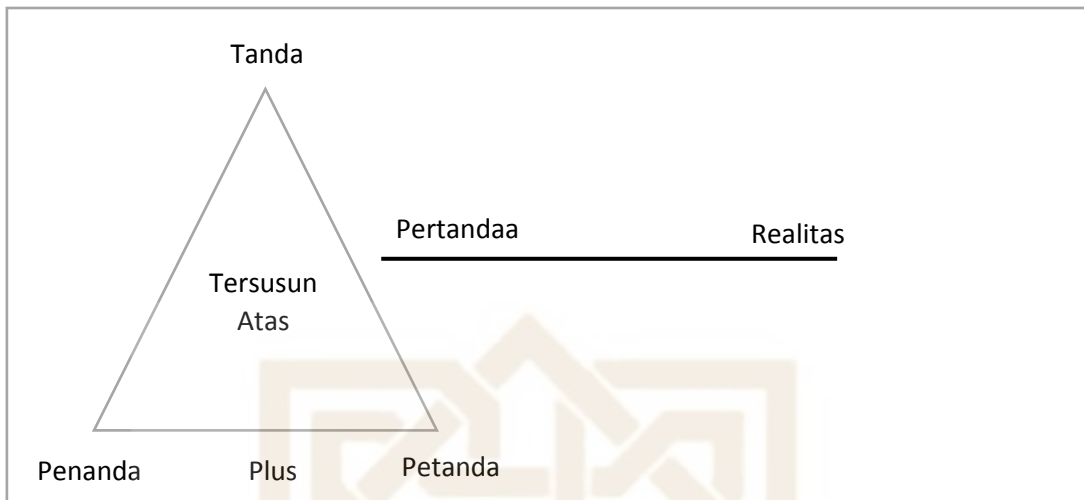 Tanda
Pertandaa Realitas
Tersusun
Atas
Penanda Plus Petanda